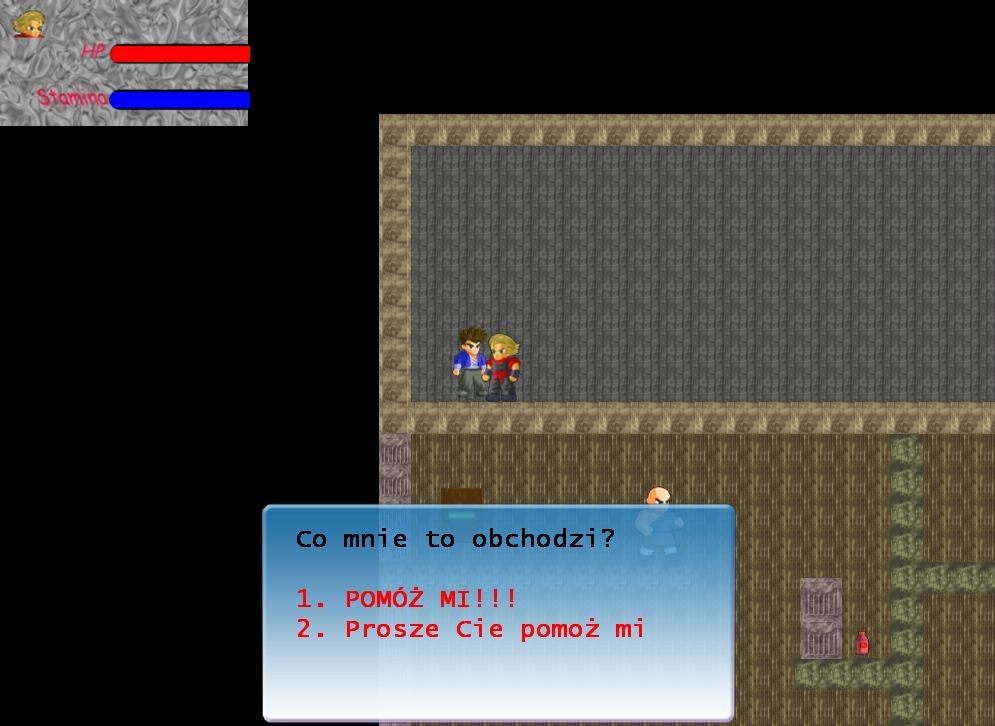 HP
Stamina
Co mnie to obchodzi?
1. POMÓŻ MI!!!
2. Prosze Cie pomoż mi